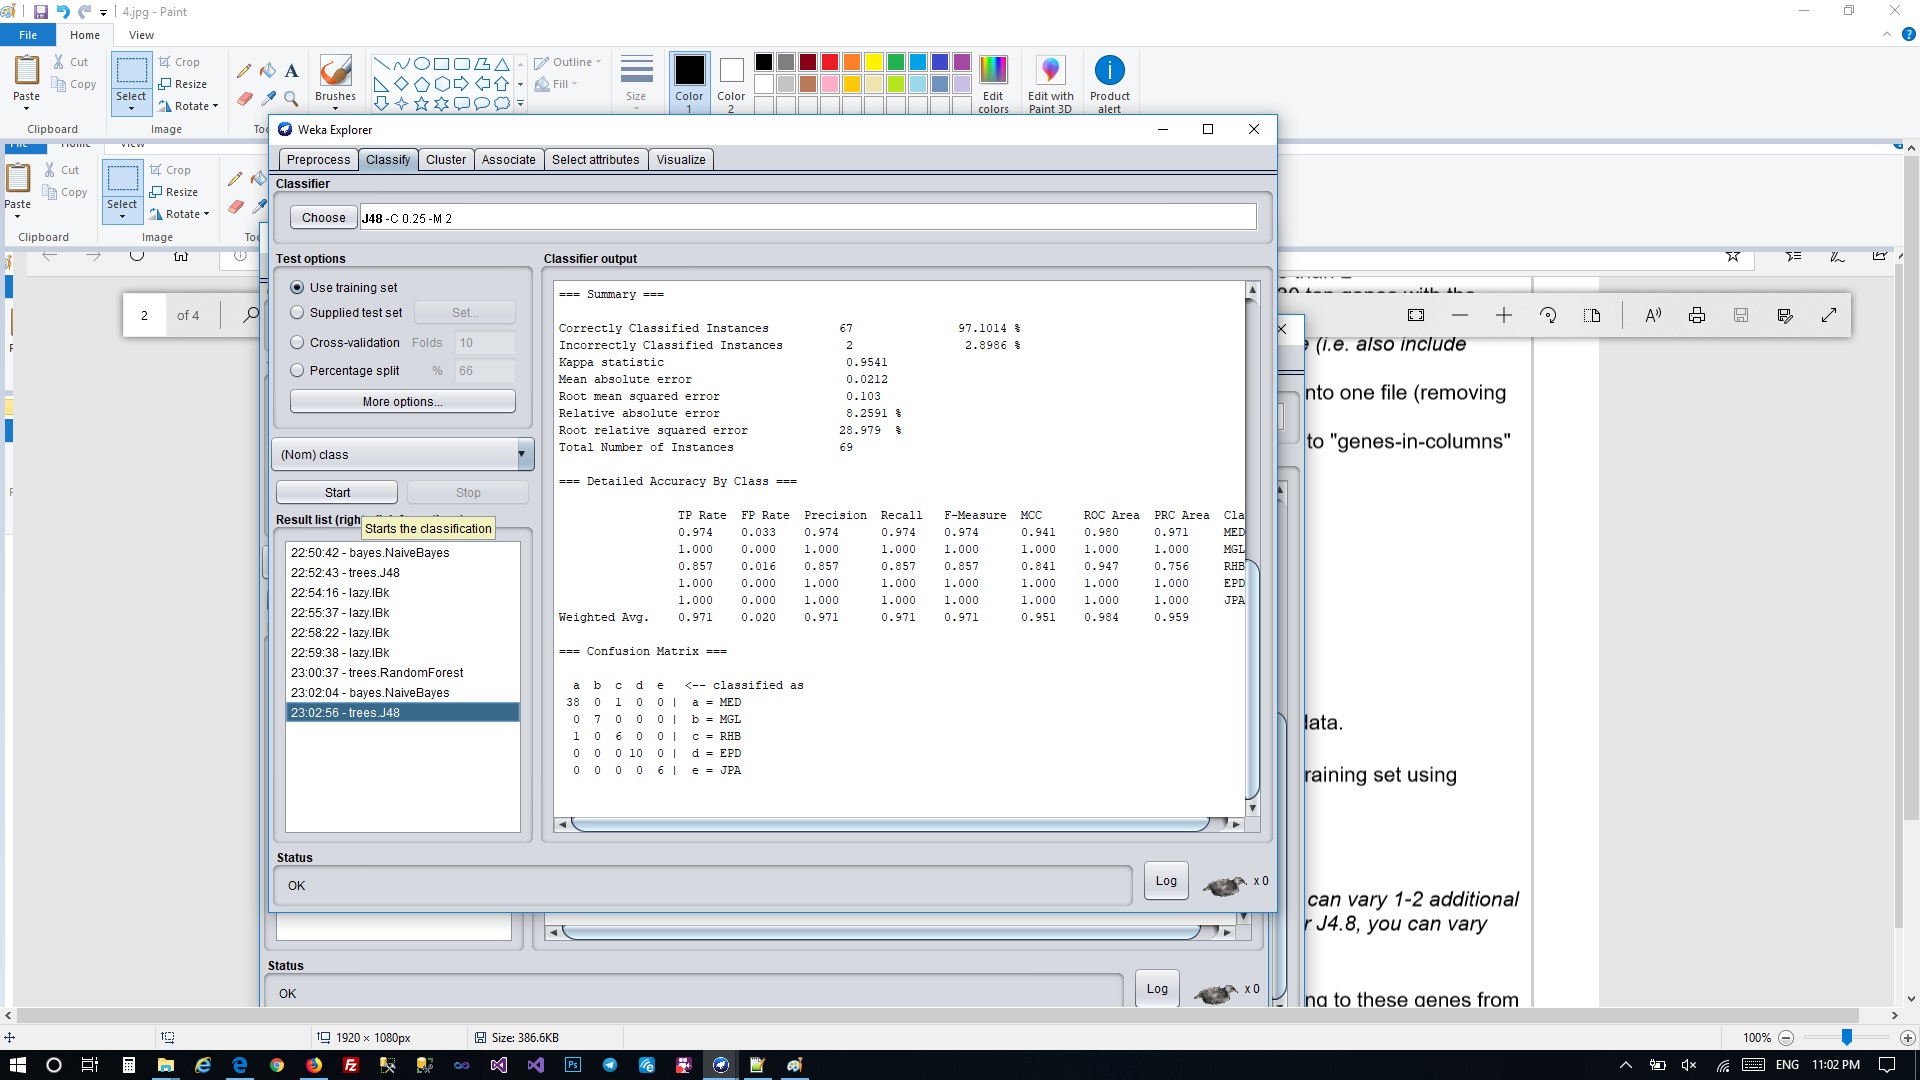 4.jpg - Paint
File Home View
Paste
Cut
Copy
Clipboard
Select
Crop
Resize
Rotate
Image
Brushes
Outline
Fill
Size
Color 1
Color 2
Edit colors
Edit with Paint 3D
Product alert
Paste
Cut
Copy
Clipboard
Select
Crop
Resize
Rotate
Image
2 of 4
Weka Explorer
Preprocess Classify Cluster Associate Select attributes Visualize
Classifier
Choose J48 -C 0.25 -M 2
Test options
Use training set
Supplied test set Set...
Cross-validation Folds 10
Percentage split % 66
More options...
(Nom) class
Start Stop
Result list
Starts the classification
22:50:42 - bayes.NaiveBayes
22:52:43 - trees.J48
22:54:16 - lazy.IBk
22:55:37 - lazy.IBk
22:58:22 - lazy.IBk
22:59:38 - lazy.IBk
23:00:37 - trees.RandomForest
23:02:04 - bayes.NaiveBayes
23:02:56 - trees.J48
Classifier output
=== Summary ===
Correctly Classified Instances 67 97.1014 %
Incorrectly Classified Instances 2 2.8986 %
Kappa statistic 0.9541
Mean absolute error 0.0212
Root mean squared error 0.103
Relative absolute error 8.2591 %
Root relative squared error 28.979 %
Total Number of Instances 69
=== Detailed Accuracy By Class ===
TP Rate FP Rate Precision Recall F-Measure MCC ROC Area PRC Area Cla
0.974 0.033 0.974 0.974 0.974 0.941 0.980 0.971 MED
1.000 0.000 1.000 1.000 1.000 1.000 1.000 1.000 MGL
0.857 0.016 0.857 0.857 0.857 0.841 0.947 0.756 RHB
1.000 0.000 1.000 1.000 1.000 1.000 1.000 1.000 EPD
1.000 0.000 1.000 1.000 1.000 1.000 1.000 1.000 JPA
Weighted Avg. 0.971 0.020 0.971 0.971 0.971 0.951 0.984 0.959
=== Confusion Matrix ===
a b c d e <-- classified as
38 0 1 0 0 | a = MED
0 7 0 0 0 | b = MGL
1 0 6 0 0 | c = RHB
0 0 0 10 0 | d = EPD
0 0 0 0 6 | e = JPA
Status
OK
Log x 0
Status
OK
Log x 0
(i.e. also include
nto one file (removing
to "genes-in-columns"
data.
raining set using
can vary 1-2 additional
r J4.8, you can vary
ng to these genes from
1920 × 1080px
Size: 386.6KB
100%
ENG 11:02 PM